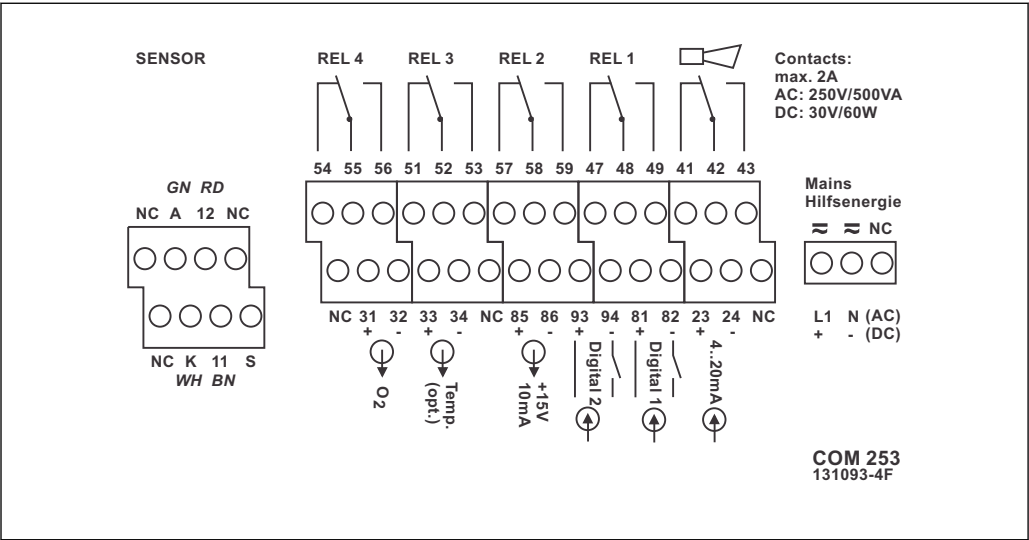 SENSOR
REL 4 REL 3 REL 2 REL 1
Contacts:
max. 2A
AC: 250V/500VA
DC: 30V/60W
54 55 56 51 52 53 57 58 59 47 48 49 41 42 43
GN RD
NC A 12 NC
NC K 11 S
WH BN
Mains
Hilfsenergie
≂ ≂ NC
L1 N (AC)
+ - (DC)
NC 31 32 33 34 NC 85 86 93 94 81 82 23 24 NC
+ - + - + - + - + - + -
O2
Temp.
(opt.)
+15V
10mA
Digital 2
Digital 1
4..20mA
COM 253
131093-4F